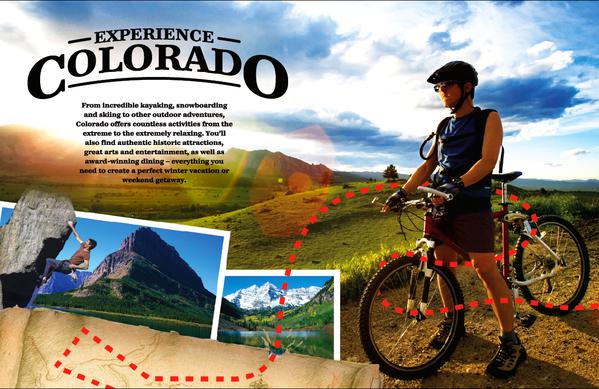 EXPERIENCE
COLORADO
From incredible kayaking, snowboarding
and skiing to other outdoor adventures,
Colorado offers countless activities from the
extreme to the extremely relaxing. You'll
also find authentic historic attractions,
great arts and entertainment, as well as
award-winning dining – everything you
need to create a perfect winter vacation or
weekend getaway.